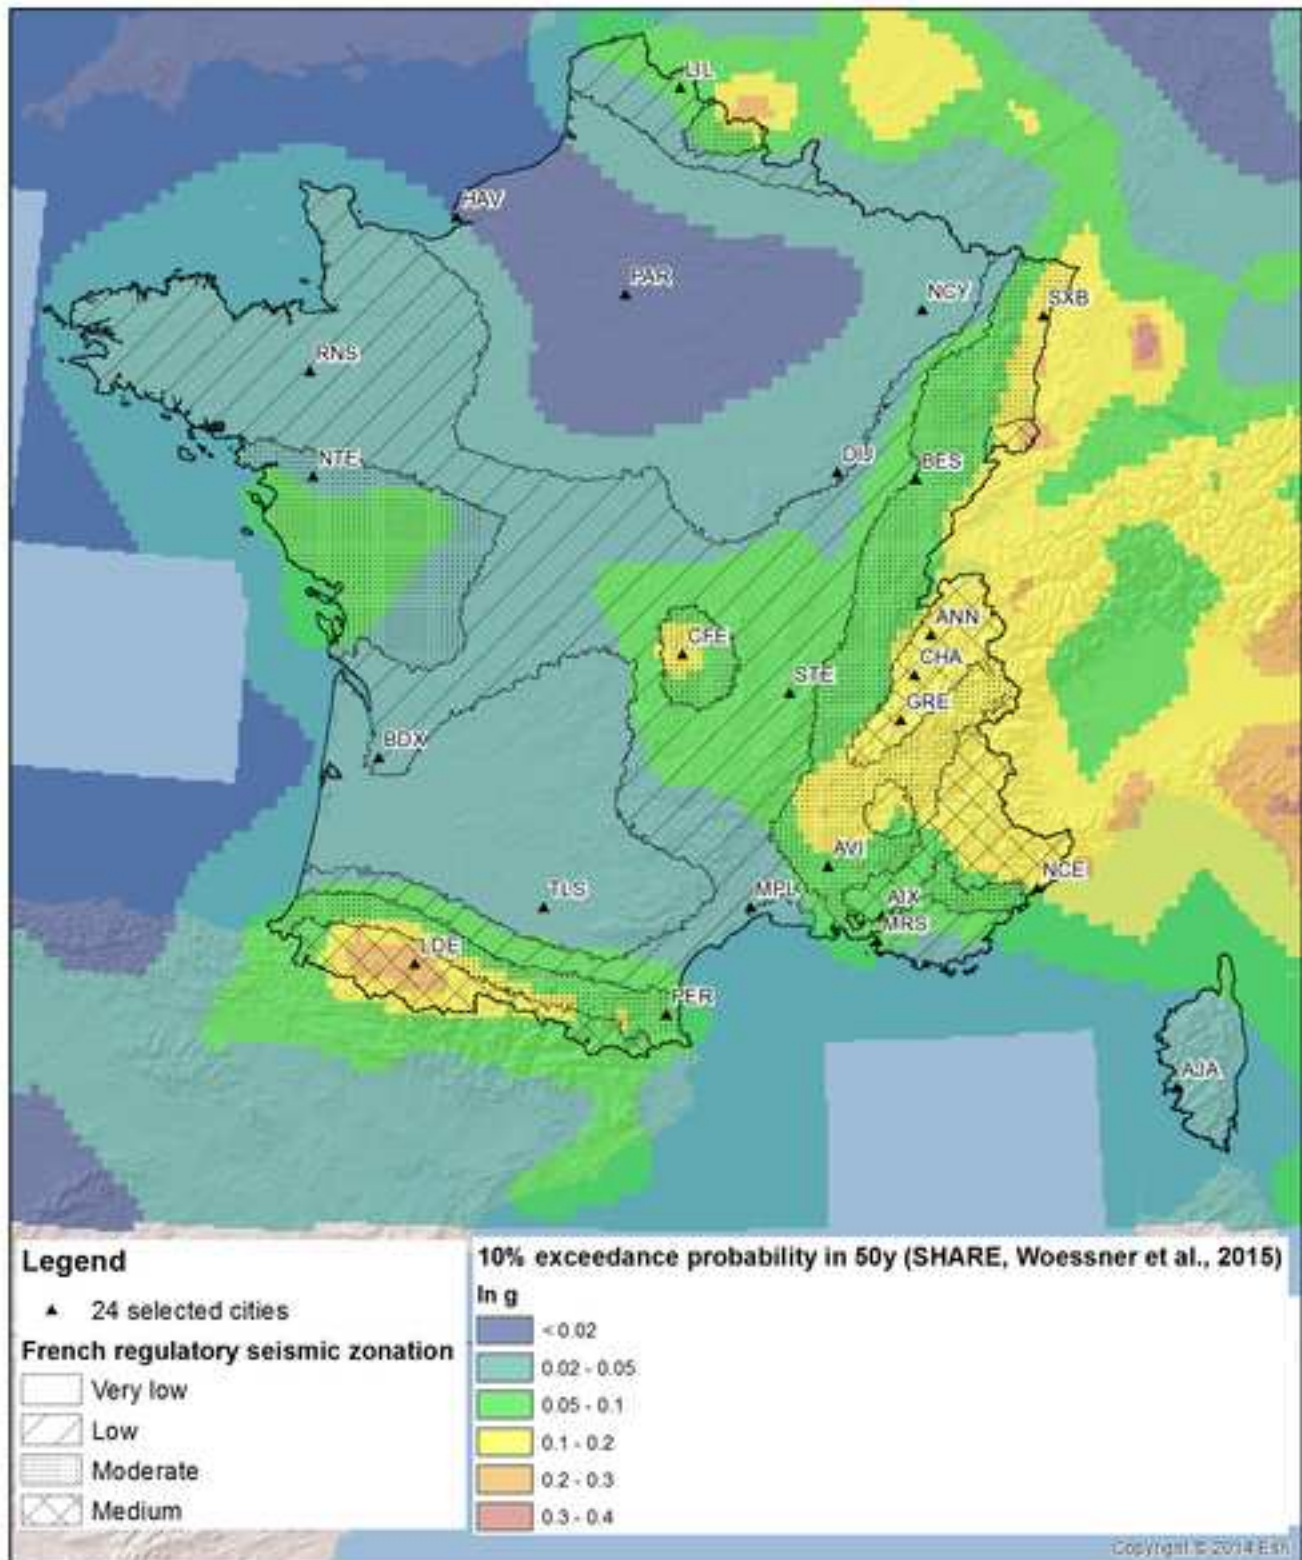 LIL
HAV
PAR
NCY
SXB
RNS
NTE
DIJ
BES
ANN
CFE
CHA
STE
GRE
BDX
AVI
NCE
TLS
MPL
AIX
MRS
LDE
PER
AJA
Legend
24 selected cities
French regulatory seismic zonation
Very low
Low
Moderate
Medium
10% exceedance probability in 50y (SHARE, Woessner et al., 2015)
In g
< 0.02
0.02 - 0.05
0.05 - 0.1
0.1 - 0.2
0.2 - 0.3
0.3 - 0.4
Copyright © 2014 Esri